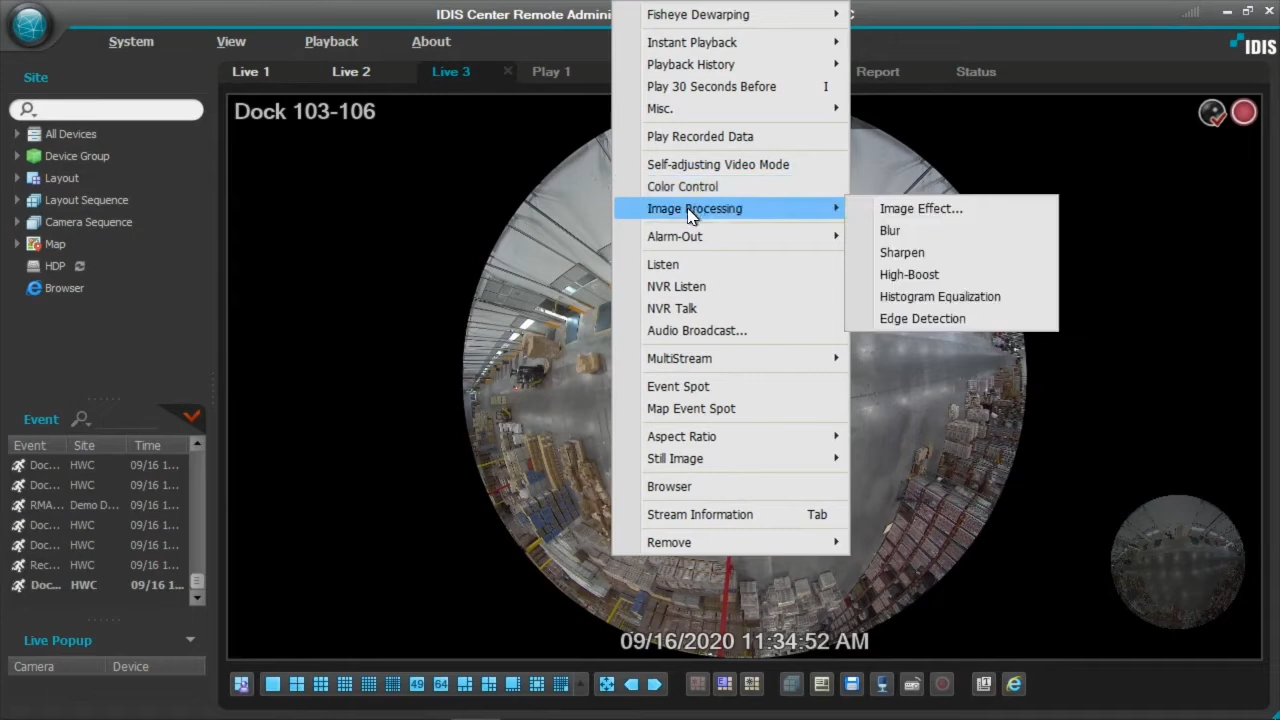 IDIS Center Remote Admini
C
System
View
Playback
About
IDIS
Site
Live 1
Live 2
Live 3
Play 1
Report
Status
All Devices
Device Group
Layout
Layout Sequence
Camera Sequence
Map
HDP
Browser
Dock 103-106
Fisheye Dewarping
Instant Playback
Playback History
Play 30 Seconds Before I
Misc.
Play Recorded Data
Self-adjusting Video Mode
Color Control
Image Processing
Alarm-Out
Listen
NVR Listen
NVR Talk
Audio Broadcast...
MultiStream
Event Spot
Map Event Spot
Aspect Ratio
Still Image
Browser
Stream Information Tab
Remove
Image Effect...
Blur
Sharpen
High-Boost
Histogram Equalization
Edge Detection
Event
Event Site Time
Doc... HWC 09/16 1...
Doc... HWC 09/16 1...
RMA... Demo D... 09/16 1...
Doc... HWC 09/16 1...
Doc... HWC 09/16 1...
Rec... HWC 09/16 1...
Doc... HWC 09/16 1...
Live Popup
Camera Device
09/16/2020 11:34:52 AM
49 64